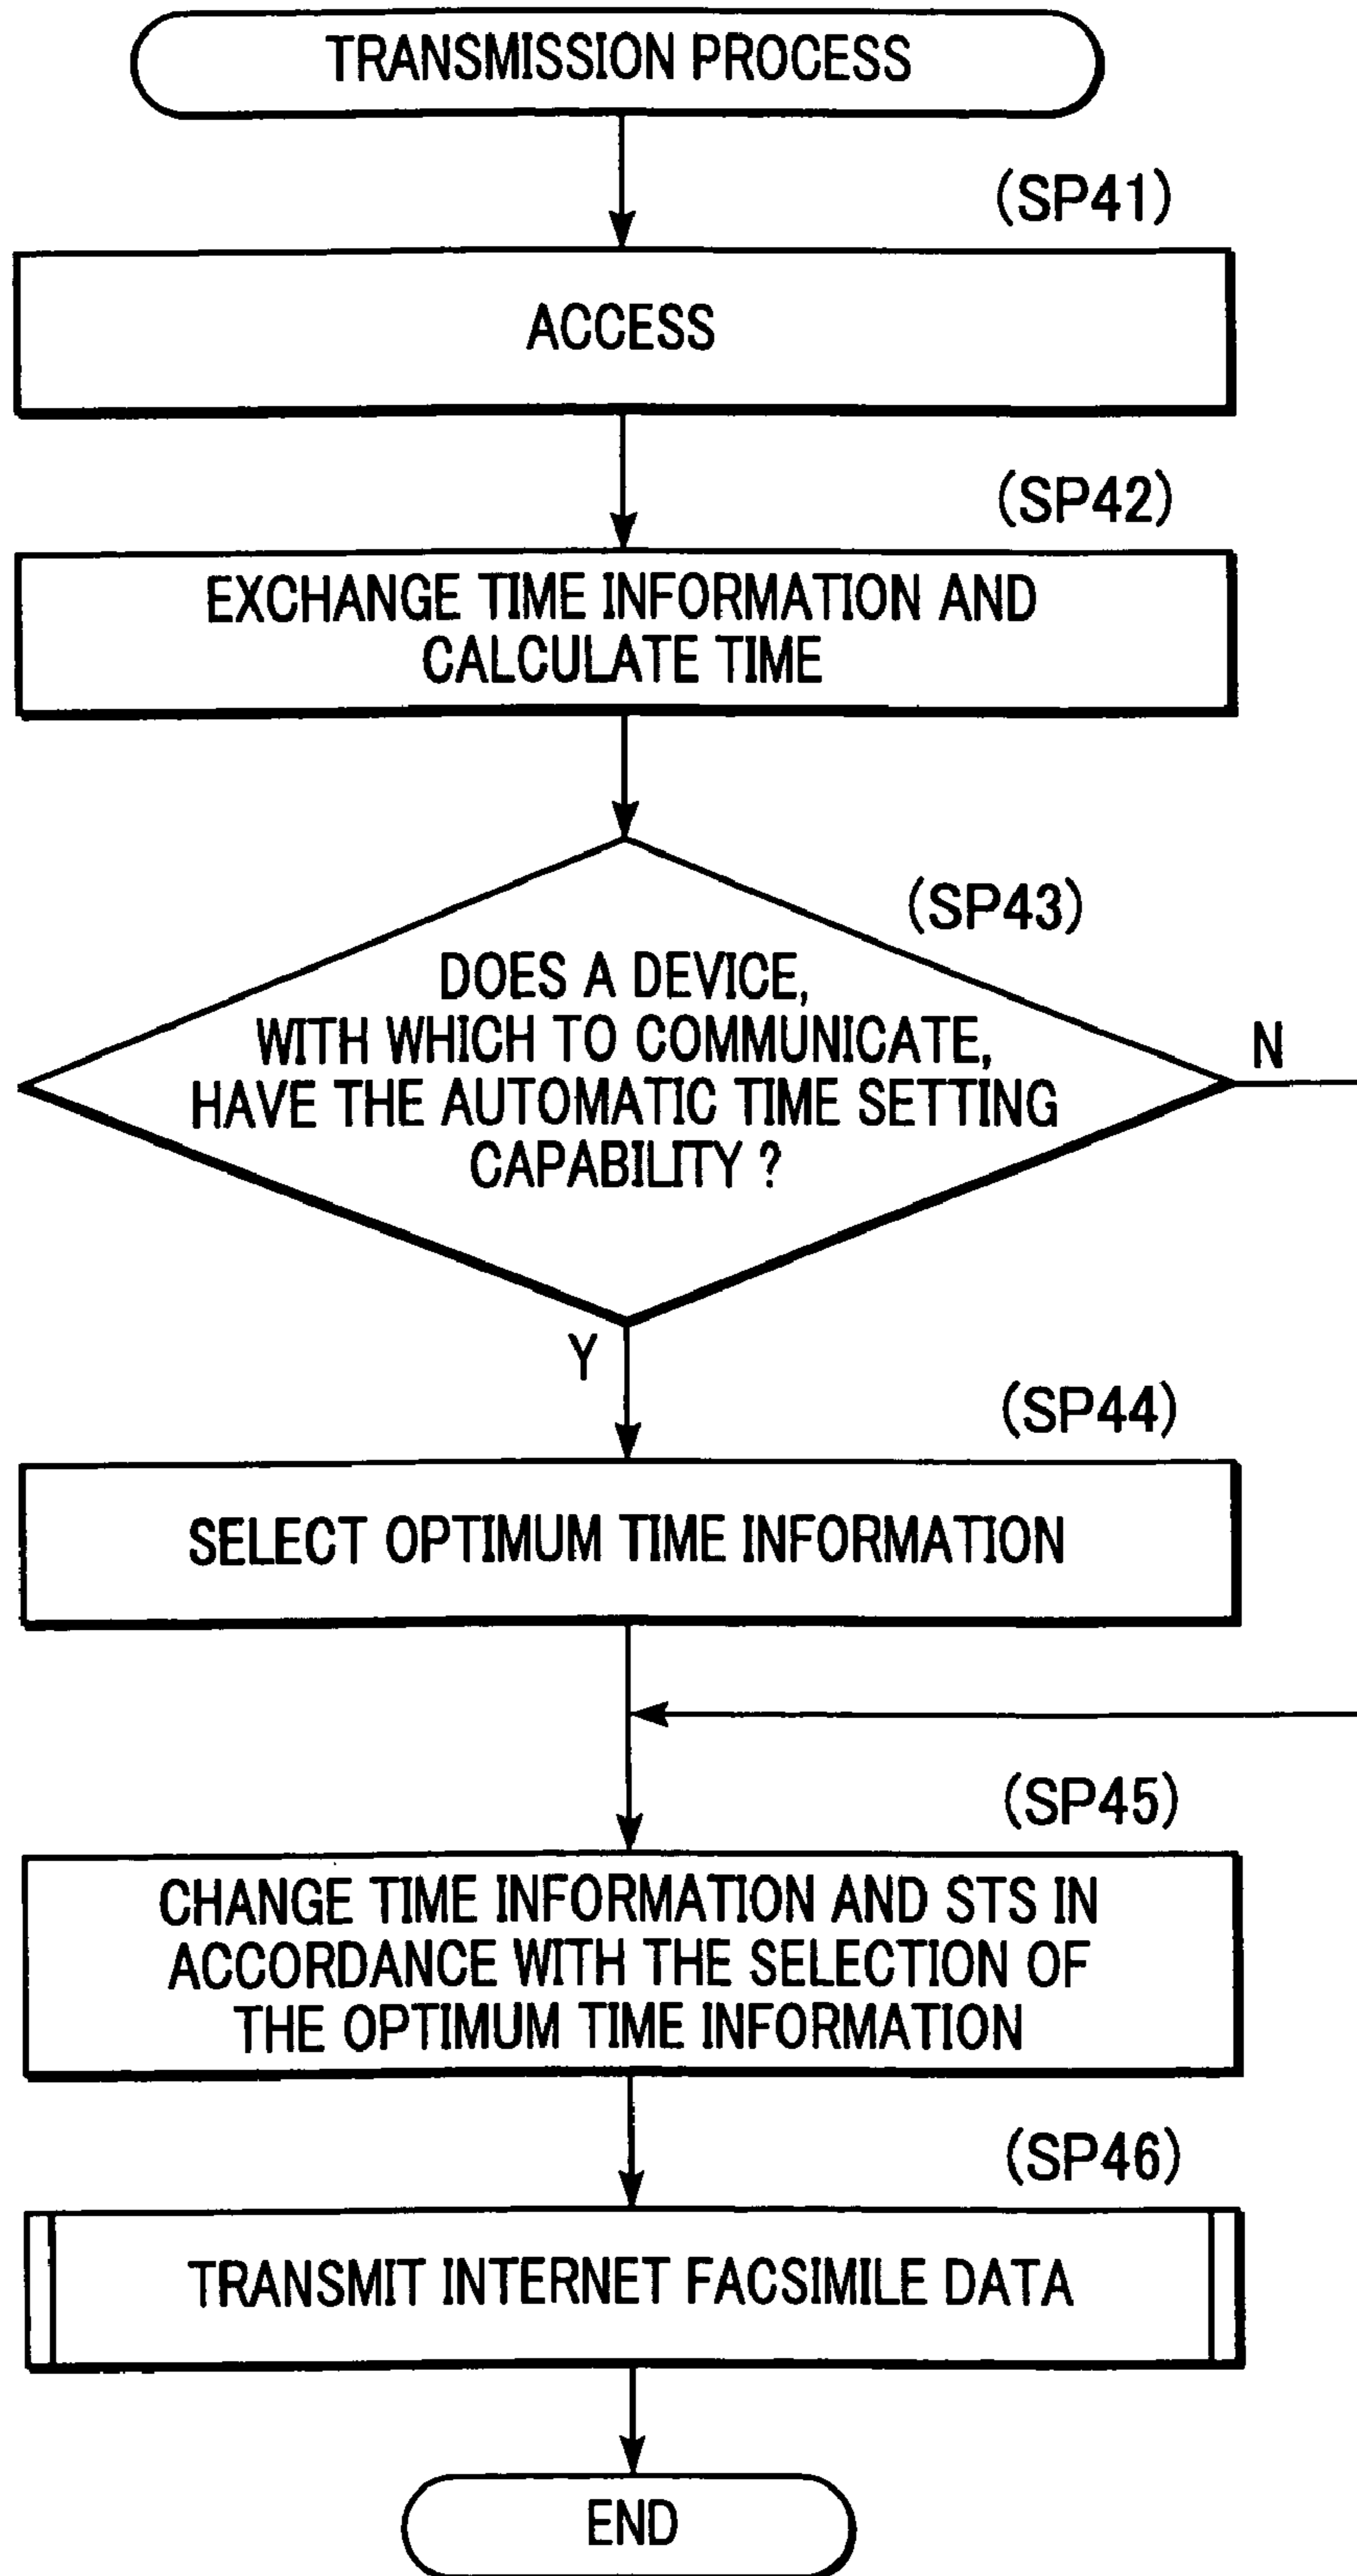 TRANSMISSION PROCESS
(SP41)
ACCESS
(SP42)
EXCHANGE TIME INFORMATION AND
CALCULATE TIME
(SP43)
DOES A DEVICE,
WITH WHICH TO COMMUNICATE,
HAVE THE AUTOMATIC TIME SETTING
CAPABILITY ?
N
Y
(SP44)
SELECT OPTIMUM TIME INFORMATION
(SP45)
CHANGE TIME INFORMATION AND STS IN
ACCORDANCE WITH THE SELECTION OF
THE OPTIMUM TIME INFORMATION
(SP46)
TRANSMIT INTERNET FACSIMILE DATA
END